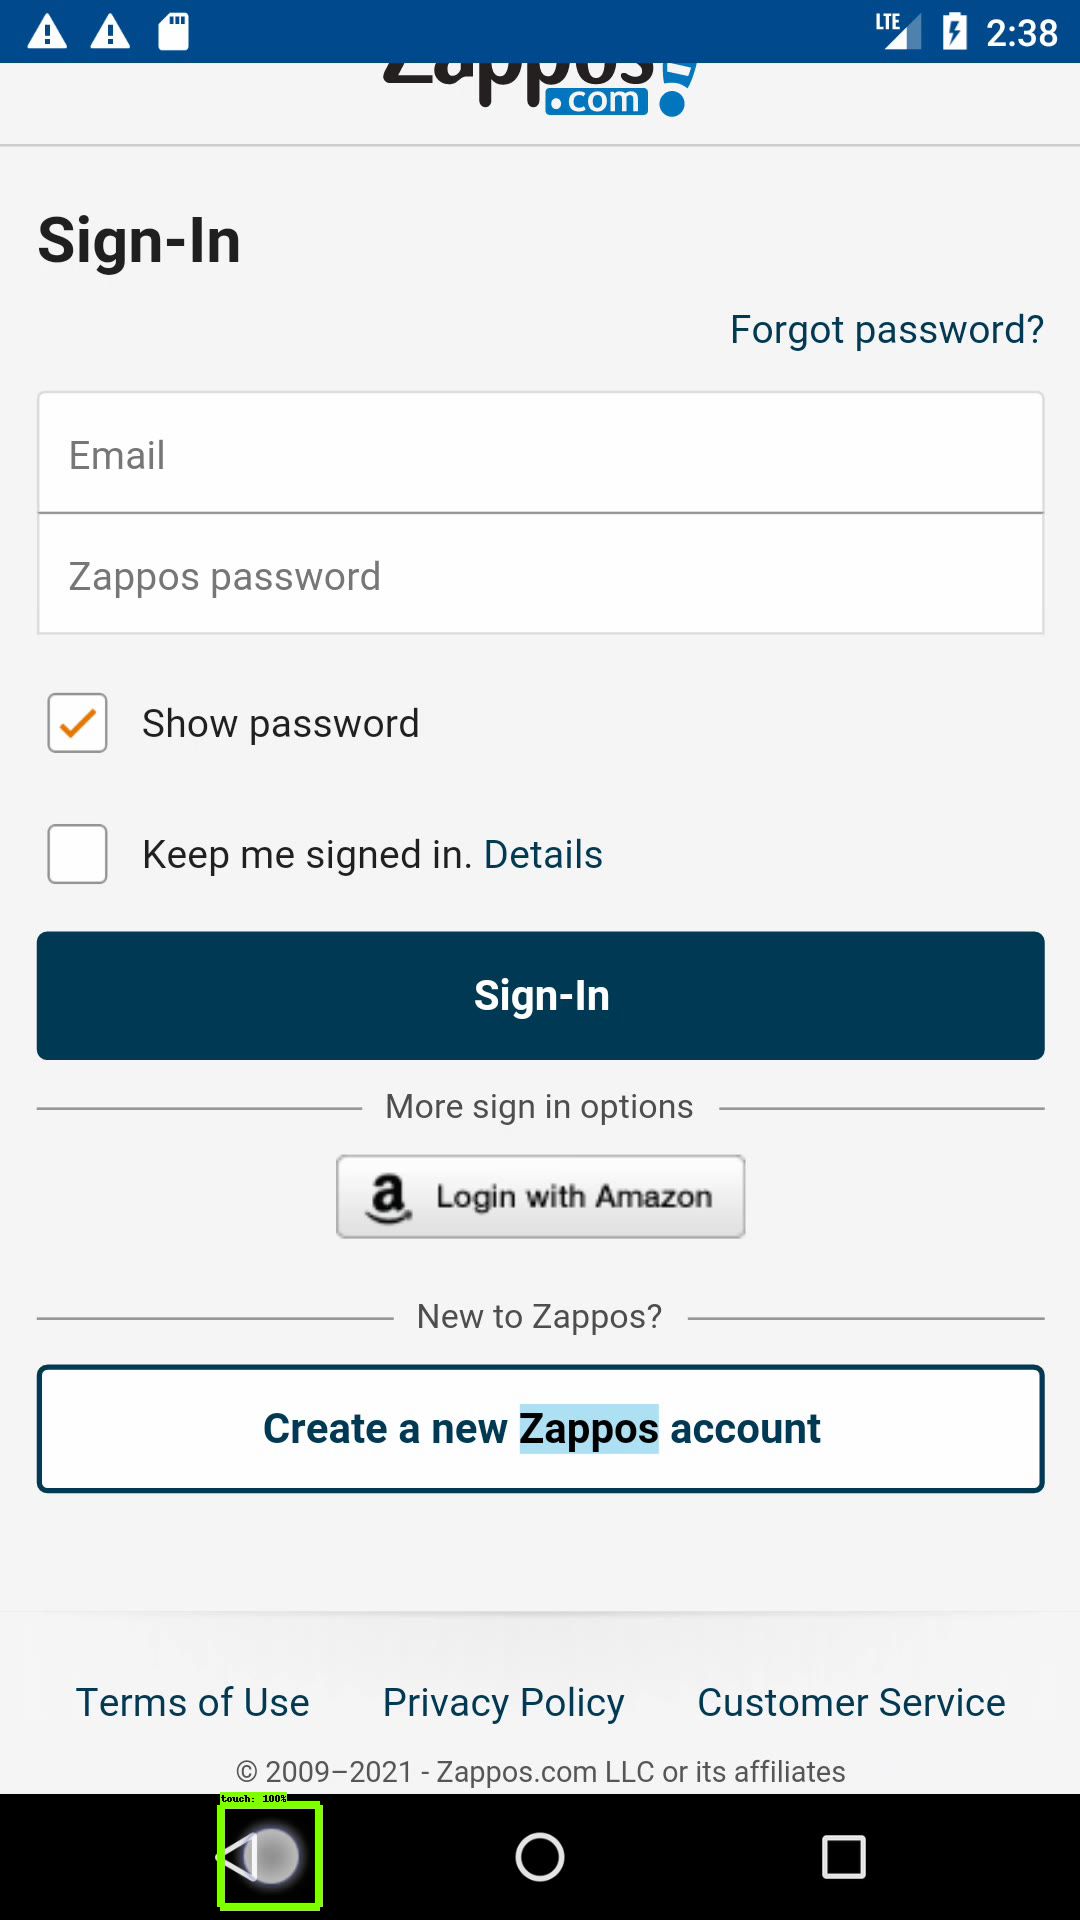 LTE 2:38
Zappos
.com
Sign-In
Forgot password?
Email
Zappos password
Show password
Keep me signed in. Details
Sign-In
More sign in options
a Login with Amazon
New to Zappos?
Create a new Zappos account
Terms of Use Privacy Policy Customer Service
© 2009–2021 - Zappos.com LLC or its affiliates
touch: 100%